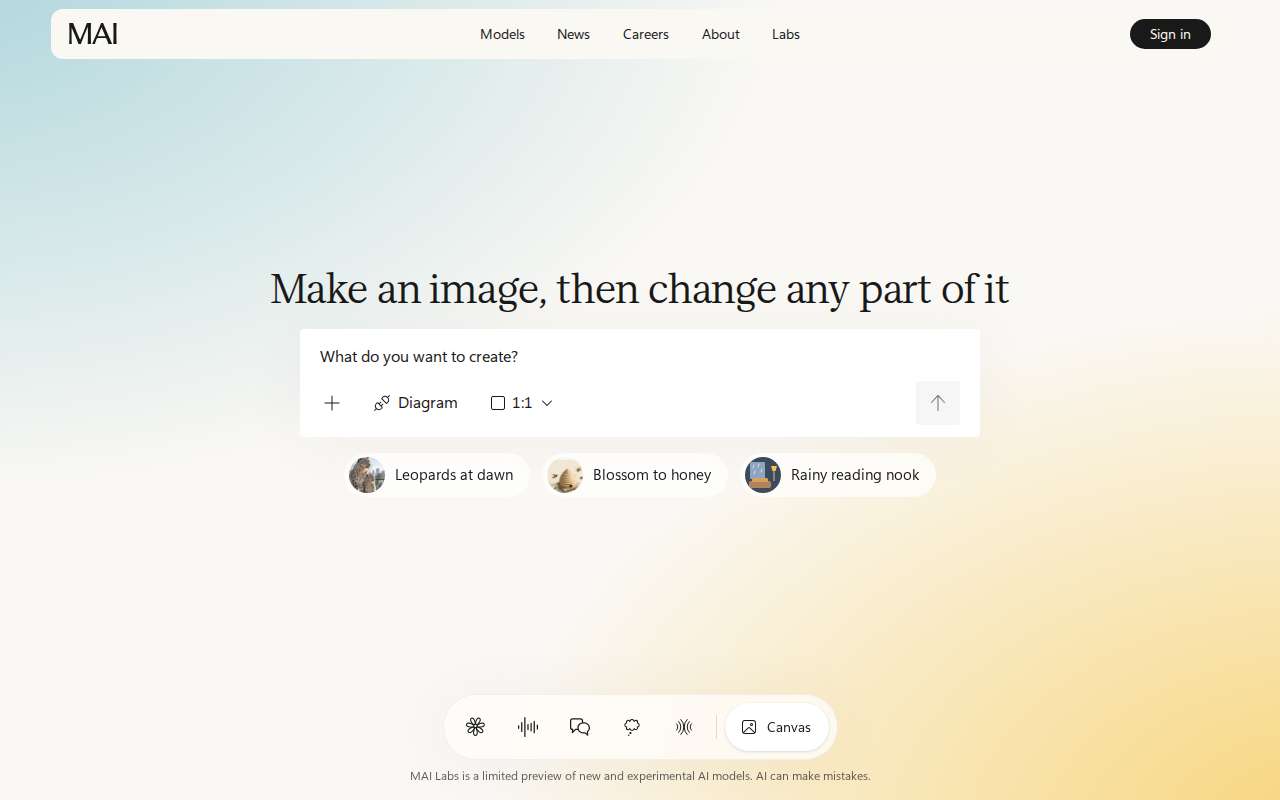 MAI
Models
News
Careers
About
Labs
Sign in
Make an image, then change any part of it
What do you want to create?
Diagram
1:1
Leopards at dawn
Blossom to honey
Rainy reading nook
Canvas
MAI Labs is a limited preview of new and experimental AI models. AI can make mistakes.